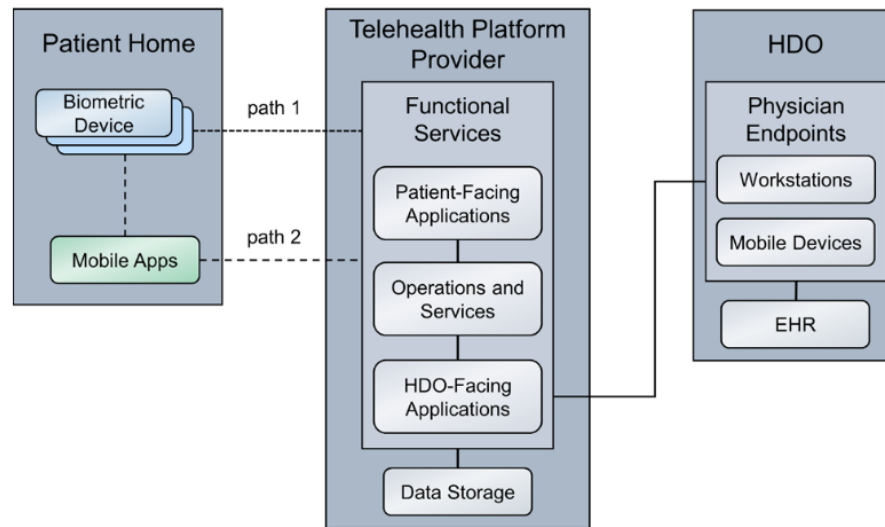 Patient Home
Biometric
Device
Mobile Apps
path 1
path 2
Telehealth Platform
Provider
Functional
Services
Patient-Facing
Applications
Operations and
Services
HDO-Facing
Applications
Data Storage
HDO
Physician
Endpoints
Workstations
Mobile Devices
EHR